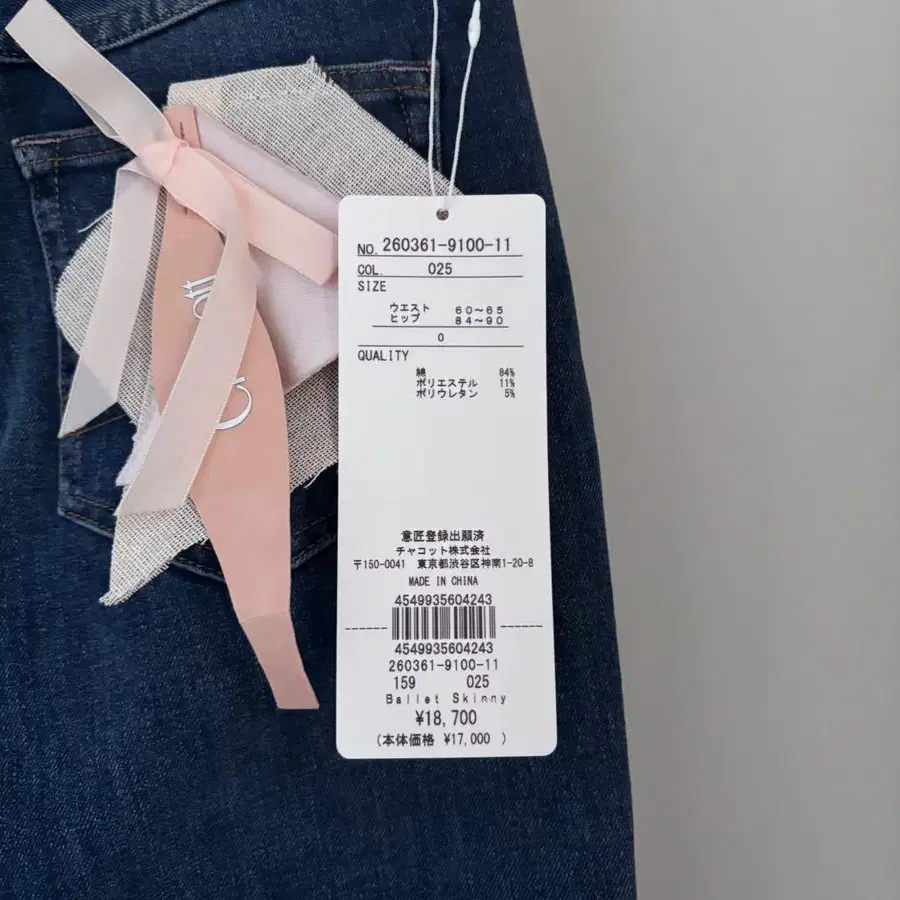 NO. 260361-9100-11
COL. 025
SIZE
ウエスト 60～65
ヒップ 84～90
0
QUALITY
綿 84%
ポリエステル 11%
ポリウレタン 5%
意匠登録出願済
チャコット株式会社
〒150-0041 東京都渋谷区神南1-20-8
MADE IN CHINA
4549935604243
4549935604243
260361-9100-11
159 025
Ballet Skinny
¥18,700
(本体価格 ¥17,000 )